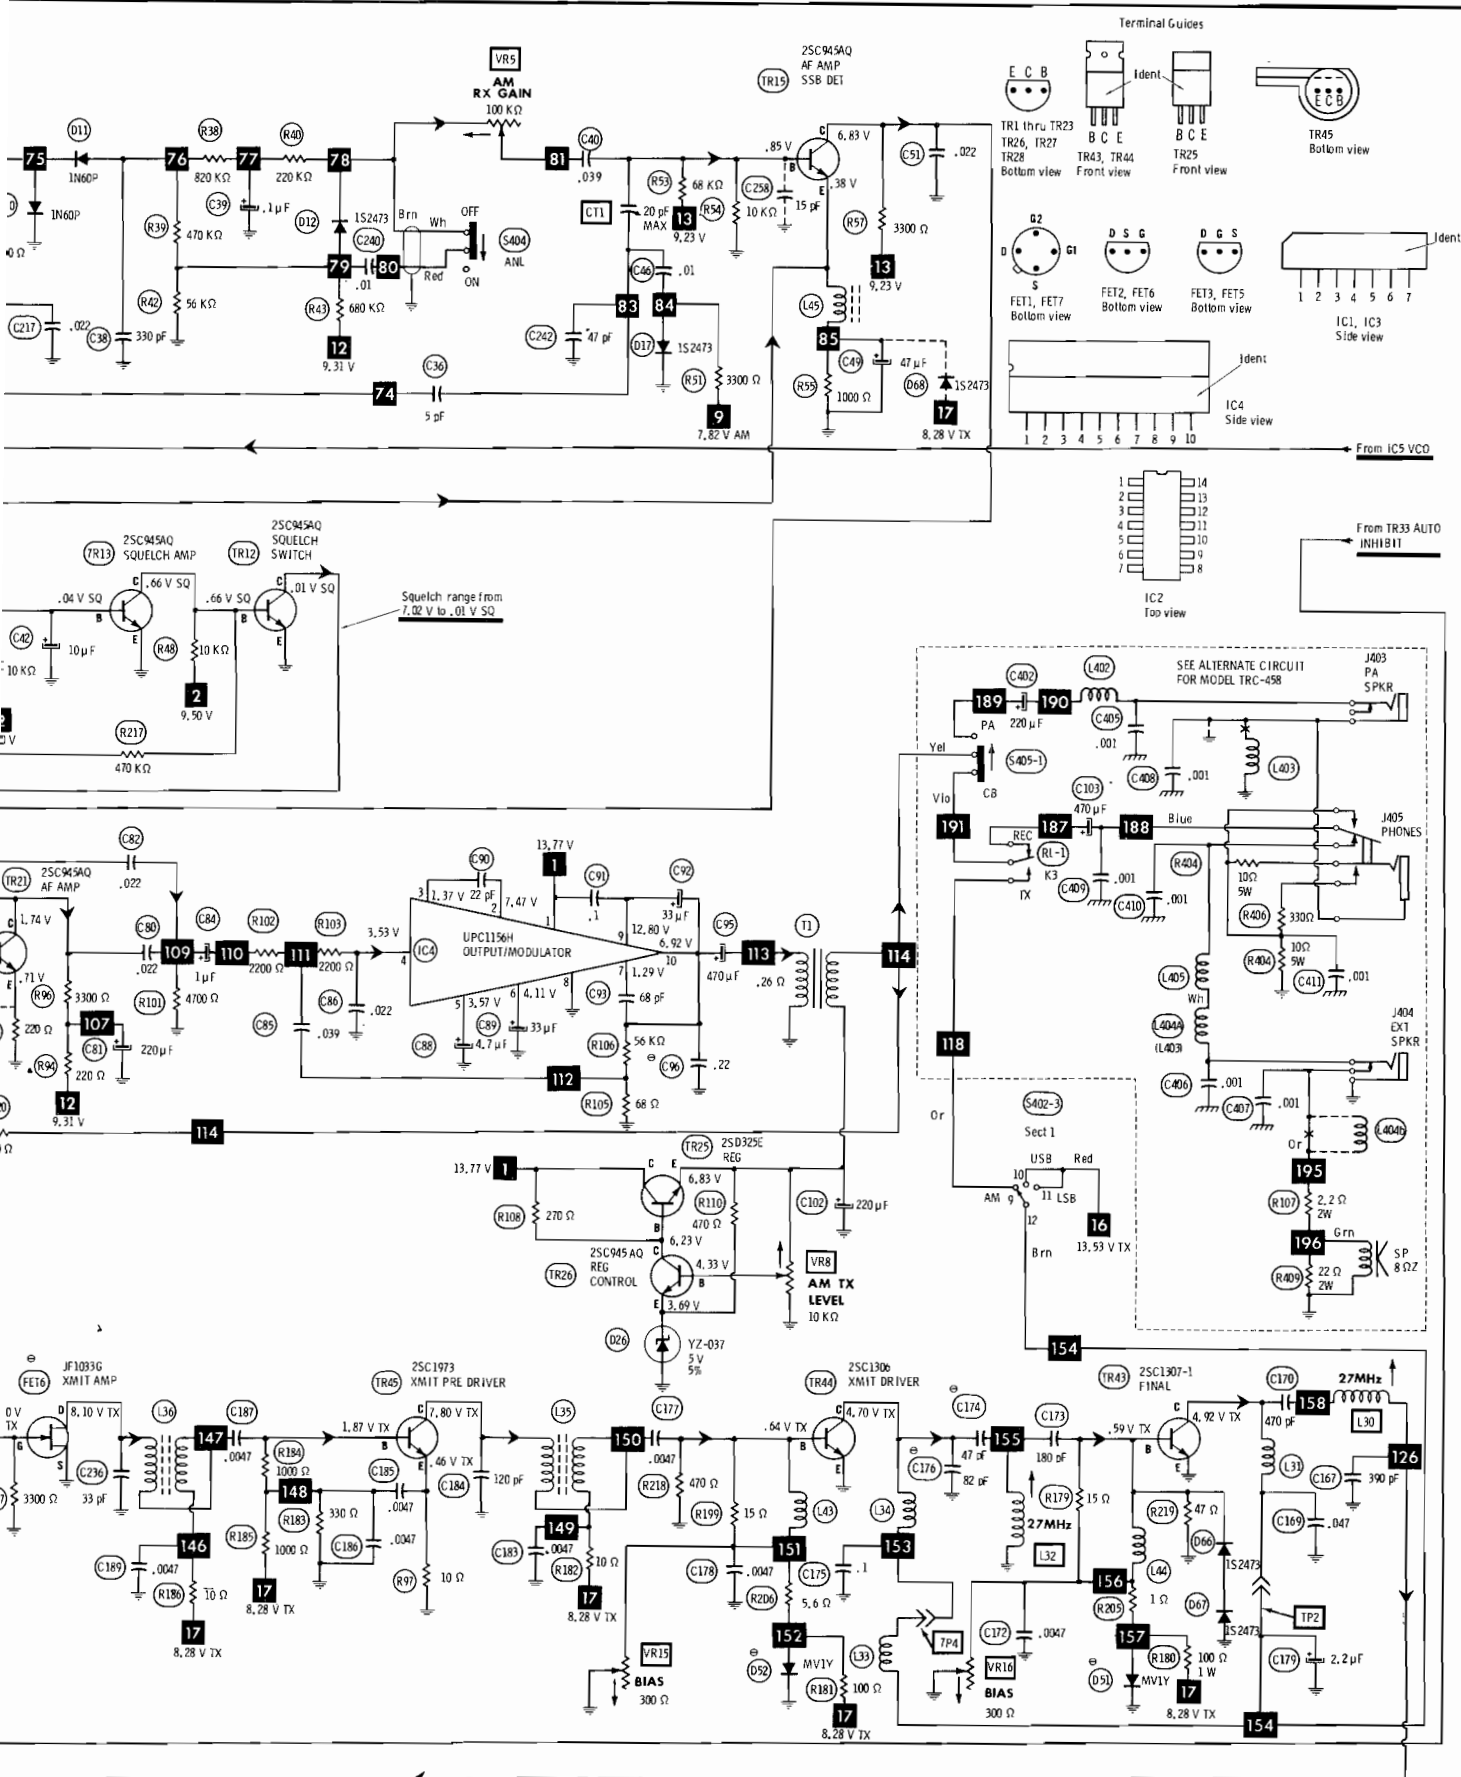 Terminal Guides
2SC945AQ
AF AMP
SSB DET
TR15
VR5
AM
RX GAIN
100 KΩ
E C B
Ident
TR1 thru TR23
TR26, TR27
TR28
Bottom view
B C E
TR43, TR44
Front view
B C E
TR25
Front view
E C B
TR45
Bottom view
75
D11
1N60P
76
R38
820 KΩ
77
R40
220 KΩ
78
81
C40
.039
.85 V
B
C
6.83 V
E
.38 V
C51
.022
1N60P
R39
470 KΩ
C39
.1µF
D12
1S2473
Brn
Wh
OFF
S404
ANL
ON
Red
C240
.01
79
80
CT1
20 pF
MAX
R53
68 KΩ
13
9.23 V
R54
10 KΩ
C258
15 pF
R57
3300 Ω
13
9.23 V
G2
D
G1
S
FET1, FET7
Bottom view
D S G
FET2, FET6
Bottom view
D G S
FET3, FET5
Bottom view
Ident
1 2 3 4 5 6 7
IC1, IC3
Side view
C217
.022
C38
330 pF
R42
56 KΩ
R43
680 KΩ
12
9.31 V
C46
.01
83
84
C242
47 pF
D17
1S2473
R51
3300 Ω
9
7.82 V AM
L45
85
C49
47 µF
R55
1000 Ω
D68
1S2473
17
8.28 V TX
Ident
IC4
Side view
1 2 3 4 5 6 7 8 9 10
74
C36
5 pF
From IC5 VCO
1 14
2 13
3 12
4 11
5 10
6 9
7 8
IC2
Top view
From TR33 AUTO
INHIBIT
2SC945AQ
SQUELCH AMP
TR13
2SC945AQ
SQUELCH
SWITCH
TR12
.04 V SQ
B
C
.66 V SQ
E
.66 V SQ
B
C
.01 V SQ
E
Squelch range from
7.02 V to .01 V SQ
C42
10µF
10 KΩ
R48
10 KΩ
2
9.50 V
R217
470 KΩ
SEE ALTERNATE CIRCUIT
FOR MODEL TRC-458
J403
PA
SPKR
189
C402
220 µF
190
L402
C405
.001
PA
Yel
S405-1
CB
Vio
C408
.001
L403
191
REC
187
C103
470 µF
188
Blue
J405
PHONES
RL-1
K3
TX
C409
.001
C410
.001
R404
10Ω
5W
R406
330Ω
R404
10Ω
5W
C411
.001
L405
Wh
L404A
(L403)
J404
EXT
SPKR
C406
.001
C407
.001
Or
L404b
195
R107
2.2 Ω
2W
196
Grn
R409
22 Ω
2W
SP
8 ΩZ
TR21
2SC945AQ
AF AMP
C
1.74 V
.71 V
E
C82
.022
C80
.022
109
C84
1µF
110
R102
2200 Ω
111
R103
2200 Ω
3.53 V
4
IC4
UPC1156H
OUTPUT/MODULATOR
C90
22 pF
3
1.37 V
2
7.47 V
13.77 V
1
1
C91
.1
C92
33µF
9
12.80 V
6.92 V
10
7
1.29 V
8
6
4.11 V
5
3.57 V
C93
68 pF
C95
470 µF
113
T1
.26 Ω
114
R96
3300 Ω
220 Ω
107
C81
220µF
R94
220 Ω
12
9.31 V
R101
4700 Ω
C86
.022
C85
.039
C88
4.7µF
C89
33µF
R106
56 KΩ
C96
.22
112
R105
68 Ω
114
118
Or
S402-3
Sect 1
USB
Red
10
AM
9
11
LSB
12
16
13.53 V TX
Brn
154
13.77 V
1
TR25
2SD325E
REG
C
E
6.83 V
B
6.23 V
R108
270 Ω
R110
470 Ω
C102
220µF
2SC945AQ
REG
CONTROL
TR26
C
4.33 V
B
E
3.69 V
VR8
AM TX
LEVEL
10 KΩ
D26
YZ-037
5 V
5%
FET6
JF1033G
XMIT AMP
0 V
TX
G
D
8.10 V TX
S
3300 Ω
C236
33 pF
L36
147
C187
.0047
R184
1000 Ω
148
R185
1000 Ω
17
8.28 V TX
146
C189
.0047
R186
10 Ω
17
8.28 V TX
2SC1973
XMIT PRE DRIVER
TR45
1.87 V TX
B
C
7.80 V TX
E
.46 V TX
R183
330 Ω
C185
.0047
C186
.0047
R97
10 Ω
C184
120 pF
L35
150
C177
.0047
149
C183
.0047
R182
10 Ω
17
8.28 V TX
R218
470 Ω
R199
15 Ω
VR15
BIAS
300 Ω
2SC1306
XMIT DRIVER
TR44
.64 V TX
B
C
4.70 V TX
E
L43
151
C178
.0047
R206
5.6 Ω
152
D52
MV1Y
R181
100 Ω
17
8.28 V TX
L34
153
C175
.1
TP4
L33
C174
47 pF
C176
82 pF
155
C173
180 pF
27MHz
L32
R179
15 Ω
C172
.0047
VR16
BIAS
300 Ω
TR43
2SC1307-1
FINAL
.59 V TX
B
C
4.92 V TX
E
R219
47 Ω
L44
156
R205
1 Ω
157
D51
MV1Y
R180
100 Ω
1 W
17
8.28 V TX
D66
1S2473
D67
1S2473
C170
470 pF
158
27MHz
L30
L31
C167
390 pF
126
C169
.047
TP2
C179
2.2µF
154